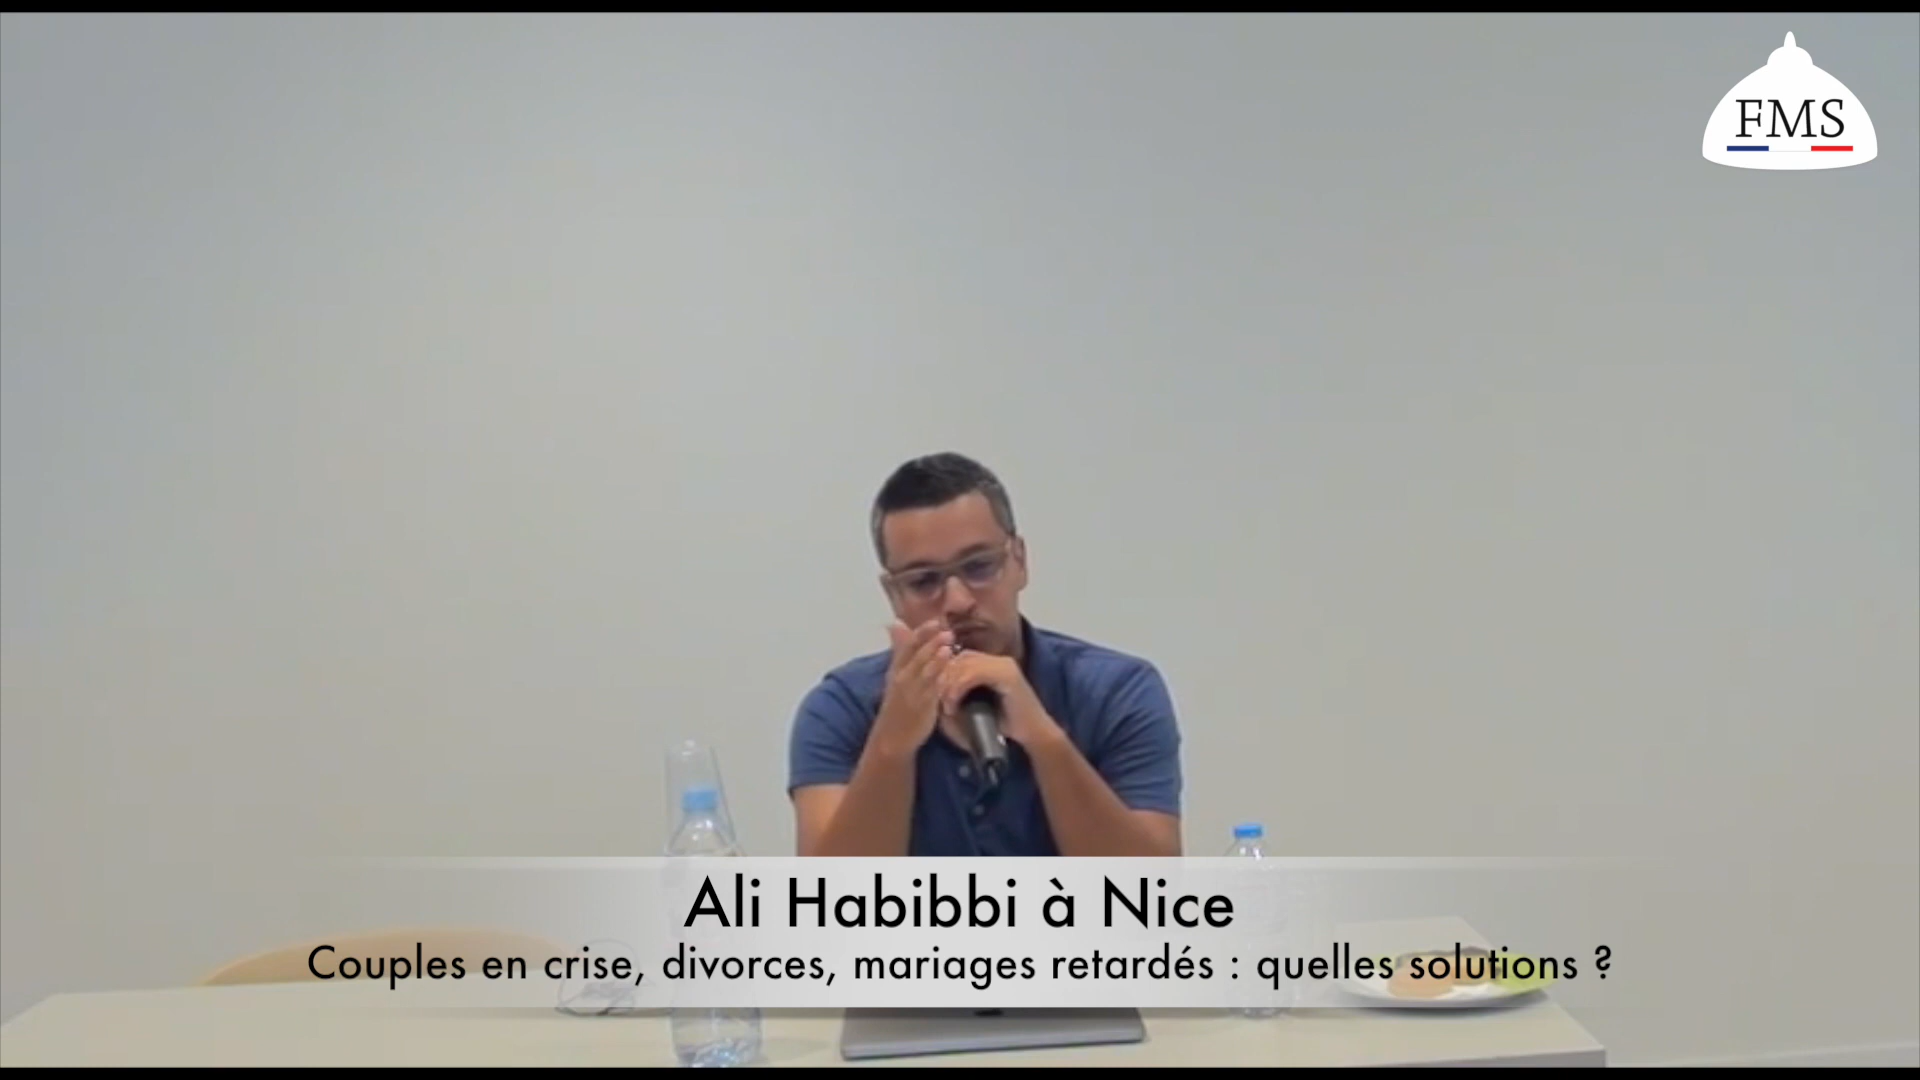 FMS
Ali Habibbi à Nice
Couples en crise, divorces, mariages retardés : quelles solutions ?